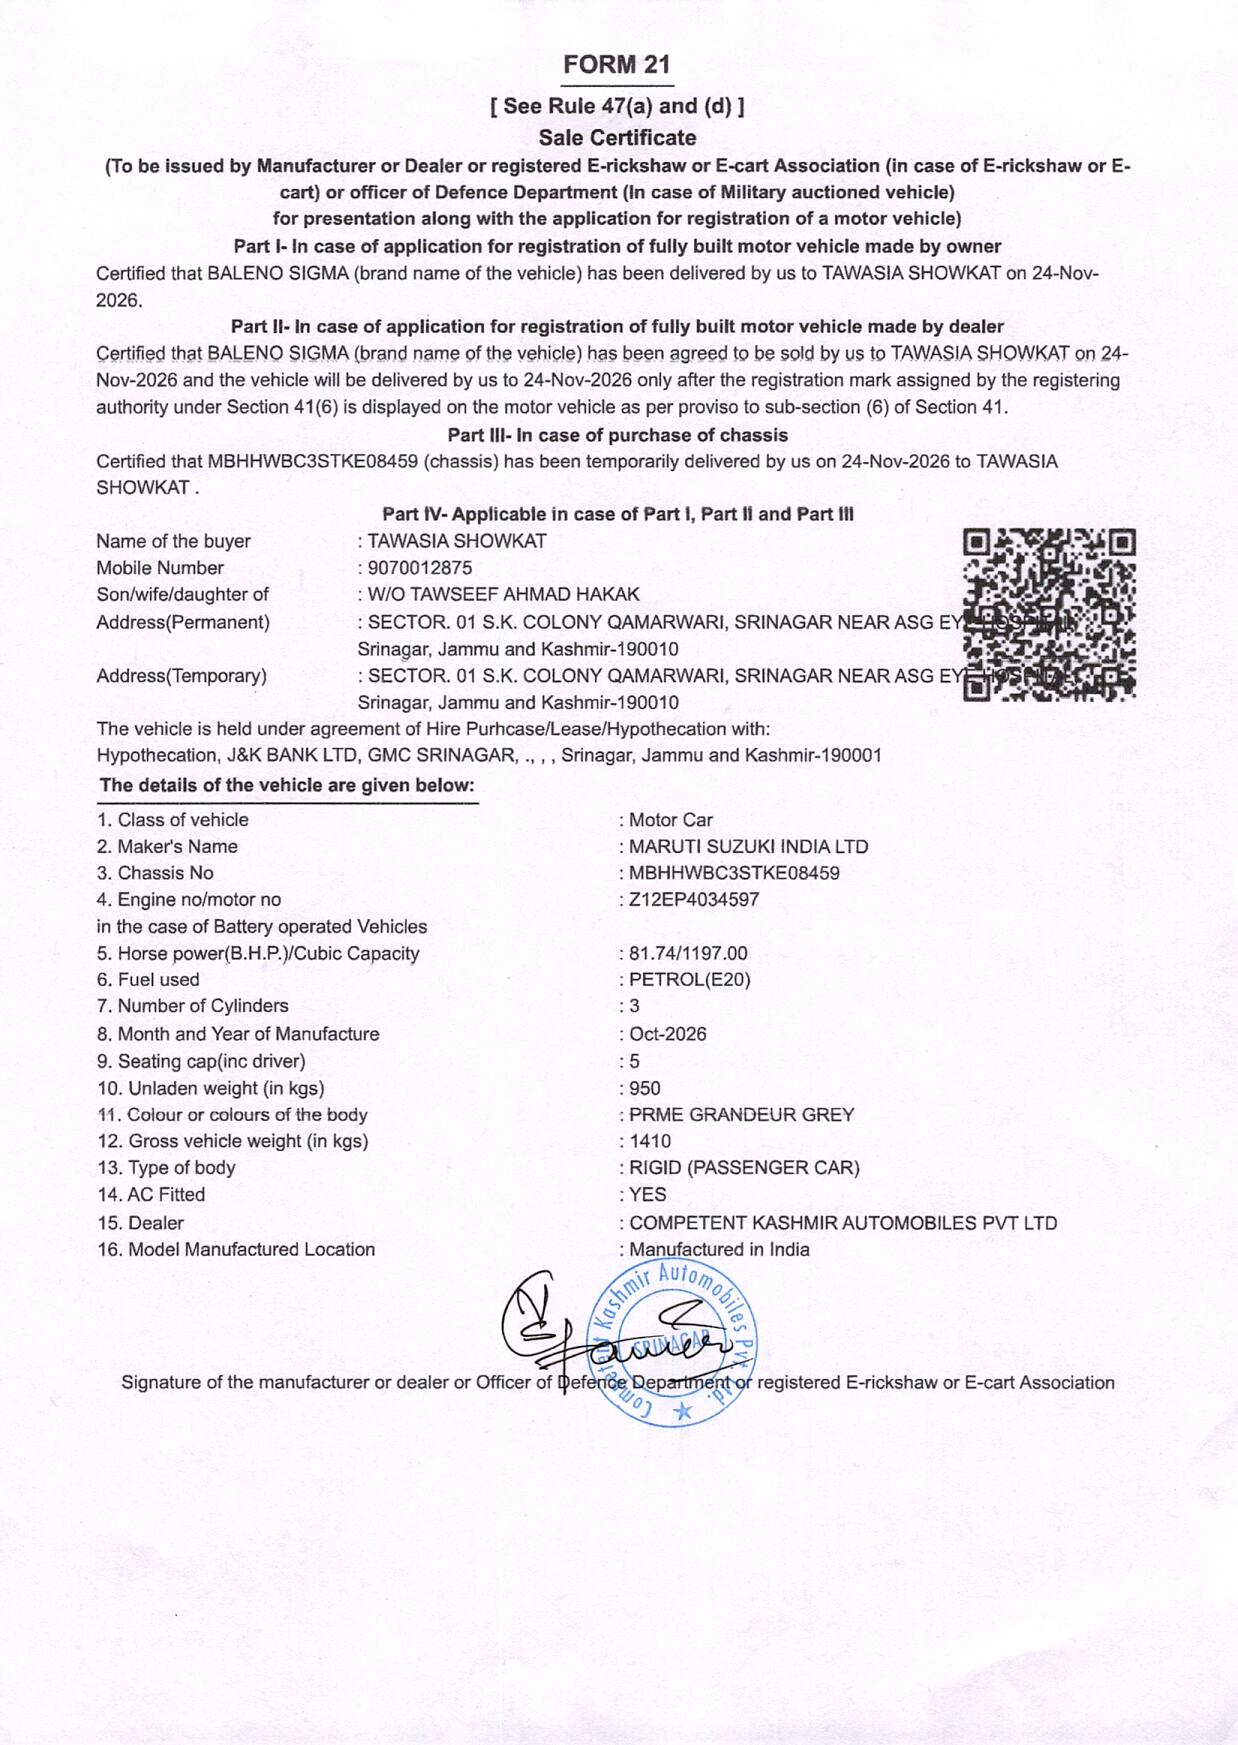 FORM 21
[ See Rule 47(a) and (d) ]
Sale Certificate
(To be issued by Manufacturer or Dealer or registered E-rickshaw or E-cart Association (in case of E-rickshaw or E-
cart) or officer of Defence Department (In case of Military auctioned vehicle)
for presentation along with the application for registration of a motor vehicle)
Part I- In case of application for registration of fully built motor vehicle made by owner
Certified that BALENO SIGMA (brand name of the vehicle) has been delivered by us to TAWASIA SHOWKAT on 24-Nov-
2026.
Part II- In case of application for registration of fully built motor vehicle made by dealer
Certified that BALENO SIGMA (brand name of the vehicle) has been agreed to be sold by us to TAWASIA SHOWKAT on 24-
Nov-2026 and the vehicle will be delivered by us to 24-Nov-2026 only after the registration mark assigned by the registering
authority under Section 41(6) is displayed on the motor vehicle as per proviso to sub-section (6) of Section 41.
Part III- In case of purchase of chassis
Certified that MBHHWBC3STKE08459 (chassis) has been temporarily delivered by us on 24-Nov-2026 to TAWASIA
SHOWKAT .
Part IV- Applicable in case of Part I, Part II and Part III
Name of the buyer : TAWASIA SHOWKAT
Mobile Number : 9070012875
Son/wife/daughter of : W/O TAWSEEF AHMAD HAKAK
Address(Permanent) : SECTOR. 01 S.K. COLONY QAMARWARI, SRINAGAR NEAR ASG EYE HOSPITAL,
Srinagar, Jammu and Kashmir-190010
Address(Temporary) : SECTOR. 01 S.K. COLONY QAMARWARI, SRINAGAR NEAR ASG EYE HOSPITAL,
Srinagar, Jammu and Kashmir-190010
The vehicle is held under agreement of Hire Purhcase/Lease/Hypothecation with:
Hypothecation, J&K BANK LTD, GMC SRINAGAR, ., , , Srinagar, Jammu and Kashmir-190001
The details of the vehicle are given below:
1. Class of vehicle : Motor Car
2. Maker's Name : MARUTI SUZUKI INDIA LTD
3. Chassis No : MBHHWBC3STKE08459
4. Engine no/motor no : Z12EP4034597
in the case of Battery operated Vehicles
5. Horse power(B.H.P.)/Cubic Capacity : 81.74/1197.00
6. Fuel used : PETROL(E20)
7. Number of Cylinders : 3
8. Month and Year of Manufacture : Oct-2026
9. Seating cap(inc driver) : 5
10. Unladen weight (in kgs) : 950
11. Colour or colours of the body : PRME GRANDEUR GREY
12. Gross vehicle weight (in kgs) : 1410
13. Type of body : RIGID (PASSENGER CAR)
14. AC Fitted : YES
15. Dealer : COMPETENT KASHMIR AUTOMOBILES PVT LTD
16. Model Manufactured Location : Manufactured in India
Competent Kashmir Automobiles Pvt. Ltd.
SRINAGAR
Signature of the manufacturer or dealer or Officer of Defence Department or registered E-rickshaw or E-cart Association